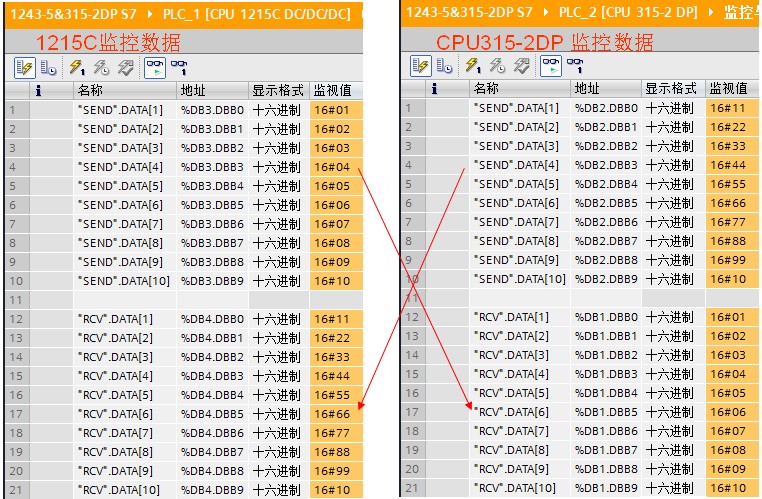 1243-5&315-2DP S7 ▸ PLC_1 [CPU 1215C DC/DC/DC]
1215C监控数据
i 名称 地址 显示格式 监视值
1 "SEND".DATA[1] %DB3.DBB0 十六进制 16#01
2 "SEND".DATA[2] %DB3.DBB1 十六进制 16#02
3 "SEND".DATA[3] %DB3.DBB2 十六进制 16#03
4 "SEND".DATA[4] %DB3.DBB3 十六进制 16#04
5 "SEND".DATA[5] %DB3.DBB4 十六进制 16#05
6 "SEND".DATA[6] %DB3.DBB5 十六进制 16#06
7 "SEND".DATA[7] %DB3.DBB6 十六进制 16#07
8 "SEND".DATA[8] %DB3.DBB7 十六进制 16#08
9 "SEND".DATA[9] %DB3.DBB8 十六进制 16#09
10 "SEND".DATA[10] %DB3.DBB9 十六进制 16#10
11
12 "RCV".DATA[1] %DB4.DBB0 十六进制 16#11
13 "RCV".DATA[2] %DB4.DBB1 十六进制 16#22
14 "RCV".DATA[3] %DB4.DBB2 十六进制 16#33
15 "RCV".DATA[4] %DB4.DBB3 十六进制 16#44
16 "RCV".DATA[5] %DB4.DBB4 十六进制 16#55
17 "RCV".DATA[6] %DB4.DBB5 十六进制 16#66
18 "RCV".DATA[7] %DB4.DBB6 十六进制 16#77
19 "RCV".DATA[8] %DB4.DBB7 十六进制 16#88
20 "RCV".DATA[9] %DB4.DBB8 十六进制 16#99
21 "RCV".DATA[10] %DB4.DBB9 十六进制 16#10
1243-5&315-2DP S7 ▸ PLC_2 [CPU 315-2 DP] ▸ 监控
CPU315-2DP 监控数据
i 名称 地址 显示格式 监视值
1 "SEND".DATA[1] %DB2.DBB0 十六进制 16#11
2 "SEND".DATA[2] %DB2.DBB1 十六进制 16#22
3 "SEND".DATA[3] %DB2.DBB2 十六进制 16#33
4 "SEND".DATA[4] %DB2.DBB3 十六进制 16#44
5 "SEND".DATA[5] %DB2.DBB4 十六进制 16#55
6 "SEND".DATA[6] %DB2.DBB5 十六进制 16#66
7 "SEND".DATA[7] %DB2.DBB6 十六进制 16#77
8 "SEND".DATA[8] %DB2.DBB7 十六进制 16#88
9 "SEND".DATA[9] %DB2.DBB8 十六进制 16#99
10 "SEND".DATA[10] %DB2.DBB9 十六进制 16#10
11
12 "RCV".DATA[1] %DB1.DBB0 十六进制 16#01
13 "RCV".DATA[2] %DB1.DBB1 十六进制 16#02
14 "RCV".DATA[3] %DB1.DBB2 十六进制 16#03
15 "RCV".DATA[4] %DB1.DBB3 十六进制 16#04
16 "RCV".DATA[5] %DB1.DBB4 十六进制 16#05
17 "RCV".DATA[6] %DB1.DBB5 十六进制 16#06
18 "RCV".DATA[7] %DB1.DBB6 十六进制 16#07
19 "RCV".DATA[8] %DB1.DBB7 十六进制 16#08
20 "RCV".DATA[9] %DB1.DBB8 十六进制 16#09
21 "RCV".DATA[10] %DB1.DBB9 十六进制 16#10